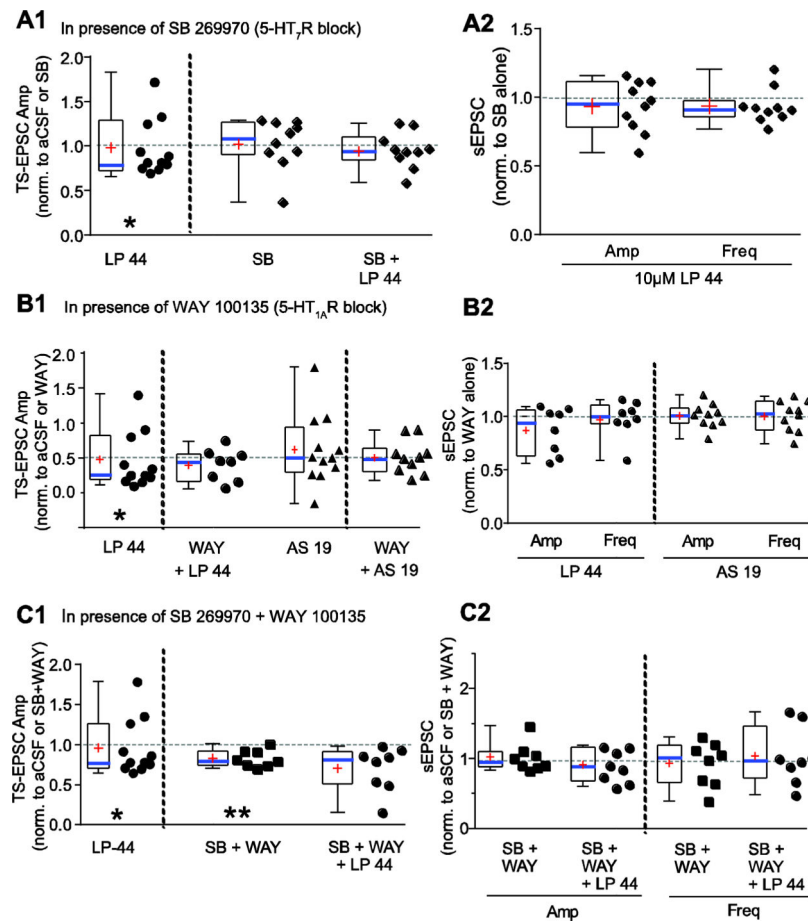 A1 In presence of SB 269970 (5-HT7R block)
TS-EPSC Amp
(norm. to aCSF or SB)
2.0
1.5
1.0
0.5
0.0
*
LP 44
SB
SB +
LP 44
A2
sEPSC
(norm. to SB alone)
1.5
1.0
0.5
0.0
Amp
Freq
10µM LP 44
B1 In presence of WAY 100135 (5-HT1AR block)
TS-EPSC Amp
(norm. to aCSF or WAY)
2.0
1.5
1.0
0.5
0.0
*
LP 44
WAY
+ LP 44
AS 19
WAY
+ AS 19
B2
sEPSC
(norm. to WAY alone)
1.5
1.0
0.5
0.0
Amp
Freq
Amp
Freq
LP 44
AS 19
C1 In presence of SB 269970 + WAY 100135
TS-EPSC Amp
(norm. to aCSF or SB+WAY)
2.0
1.5
1.0
0.5
0.0
*
**
LP-44
SB + WAY
SB + WAY
+ LP 44
C2
sEPSC
(norm. to aSCF or SB + WAY)
2
1
0
SB +
WAY
SB +
WAY
+ LP 44
SB +
WAY
SB +
WAY
+ LP 44
Amp
Freq